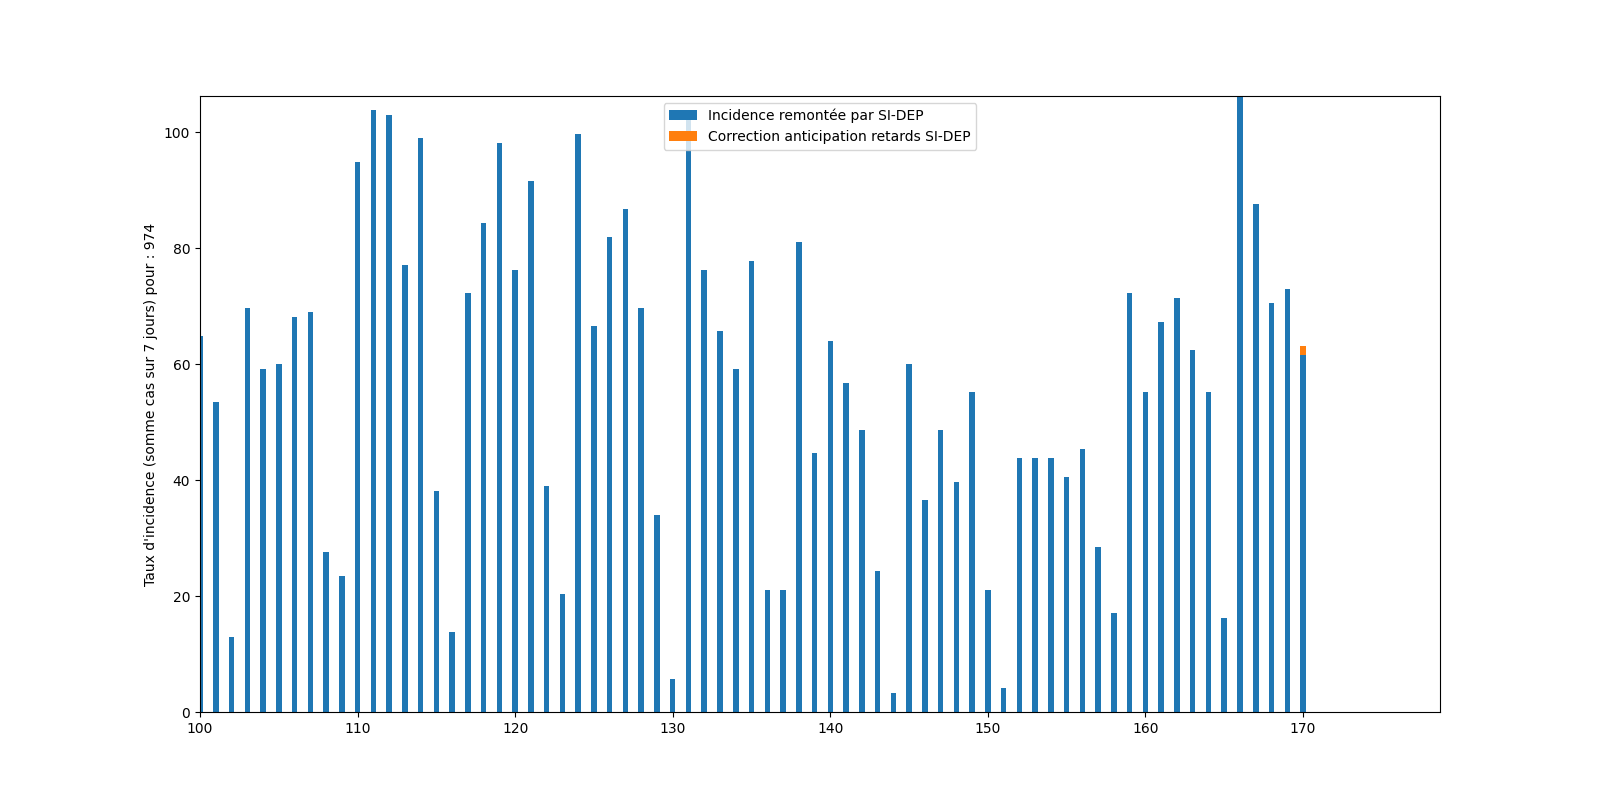 Incidence remontée par SI-DEP
Correction anticipation retards SI-DEP
Taux d'incidence (somme cas sur 7 jours) pour : 974
100
80
60
40
20
0
100 110 120 130 140 150 160 170